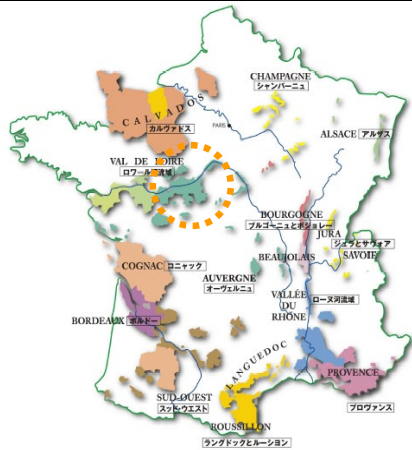 CHAMPAGNE
シャンパーニュ
CALVADOS
カルヴァドス
PARIS
ALSACE アルザス
VAL DE LOIRE
ロワール河流域
BOURGOGNE
ブルゴーニュとボジョレー
JURA
ジュラとサヴォア
SAVOIE
BEAUJOLAIS
COGNAC コニャック
AUVERGNE
オーヴェルニュ
VALLÉE
DU
RHÔNE
ローヌ河流域
BORDEAUX ボルドー
LANGUEDOC
PROVENCE
プロヴァンス
SUD-OUEST
スッド・ウエスト
ROUSSILLON
ラングドックとルーション